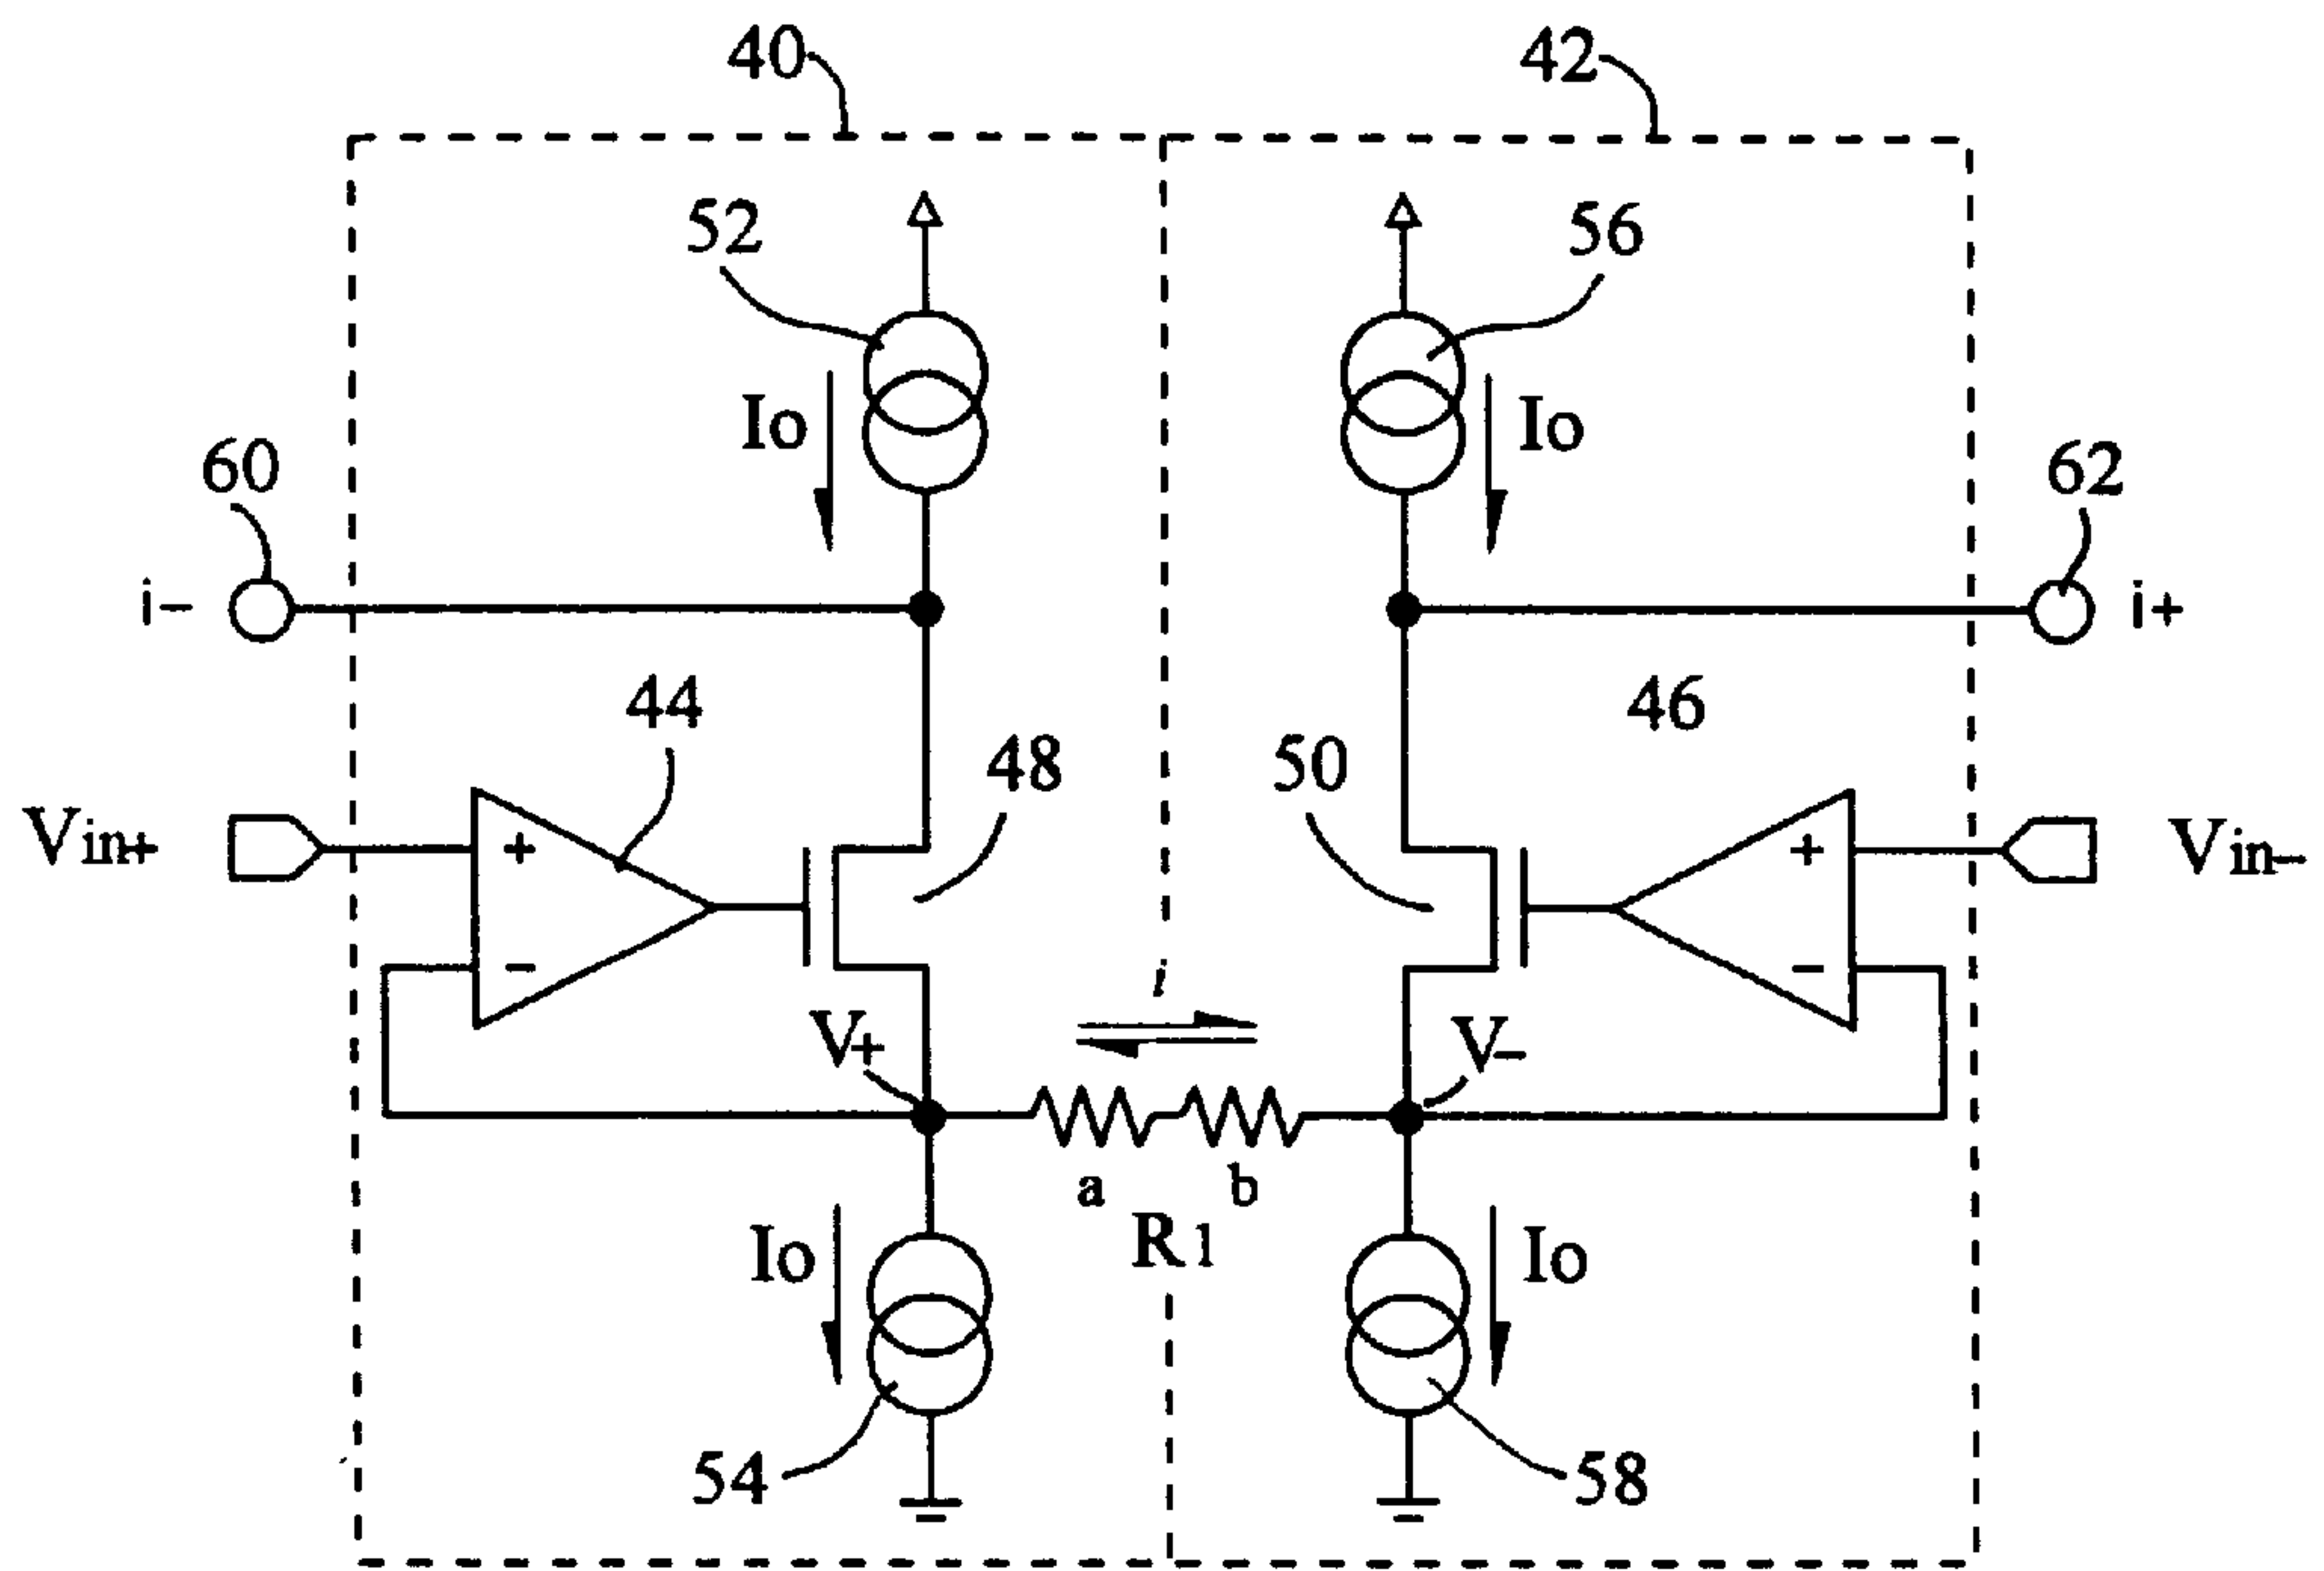 40 42
52 56
Io Io
60 62
i- i+
44 46
48 50
Vin+ + + Vin-
- -
i
V+ V-
a b
Io R1 Io
54 58